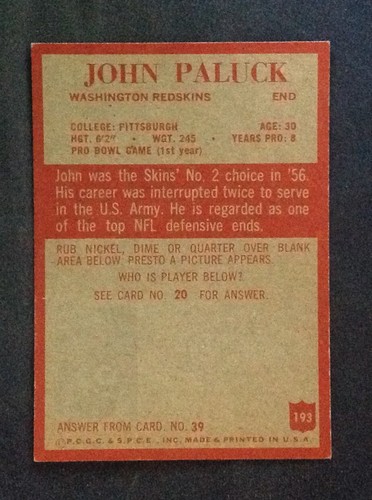 JOHN PALUCK
WASHINGTON REDSKINS END
COLLEGE: PITTSBURGH AGE: 30
HGT. 6'2" • WGT. 245 • YEARS PRO: 8
PRO BOWL GAME (1st year)
John was the Skins' No. 2 choice in '56.
His career was interrupted twice to serve
in the U.S. Army. He is regarded as one
of the top NFL defensive ends.
RUB NICKEL, DIME OR QUARTER OVER BLANK
AREA BELOW. PRESTO A PICTURE APPEARS.
WHO IS PLAYER BELOW?
SEE CARD NO. 20 FOR ANSWER.
193
ANSWER FROM CARD NO. 39
© P.C.G.C. & S.P.C.E., INC. MADE & PRINTED IN U.S.A.